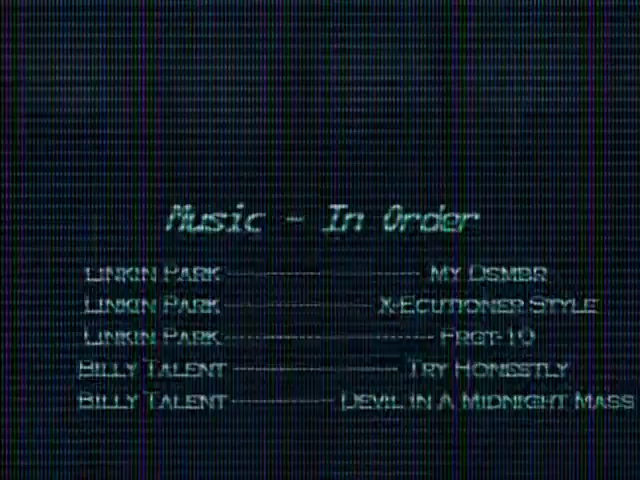 Music - In Order
Linkin Park My Dsmbr
Linkin Park X-Ecutioner Style
Linkin Park Frgt-10
Billy Talent Try Honestly
Billy Talent Devil in A Midnight Mass